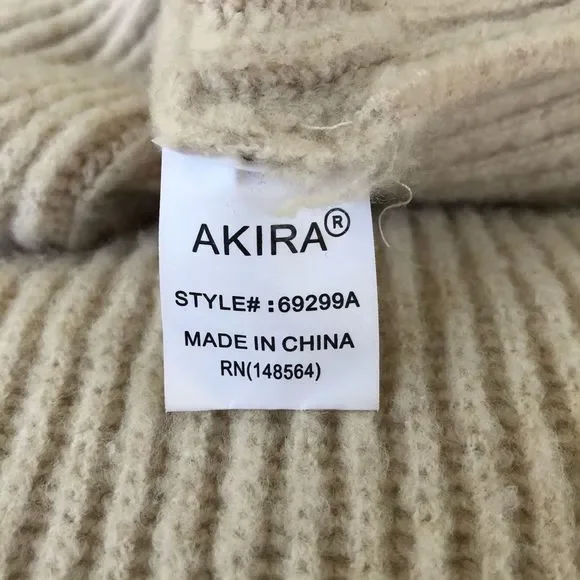 AKIRA®
STYLE# : 69299A
MADE IN CHINA
RN(148564)